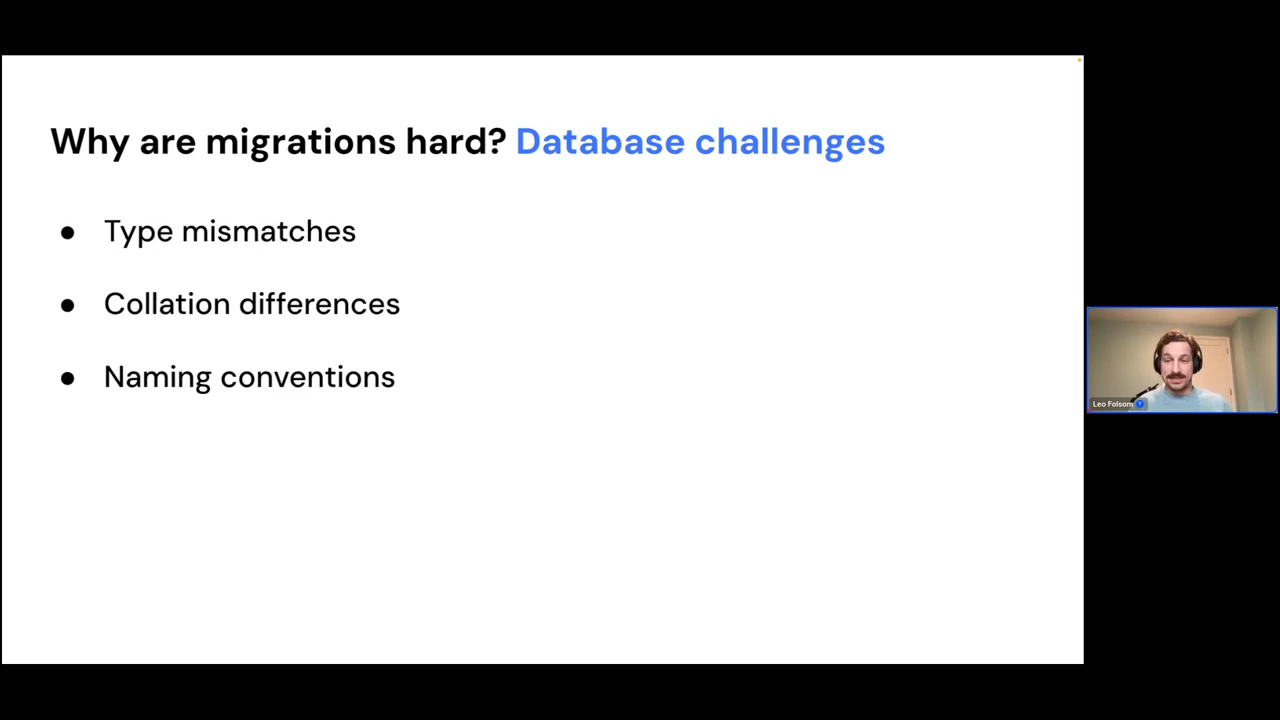 Why are migrations hard? Database challenges
● Type mismatches
● Collation differences
● Naming conventions
Leo Folsom